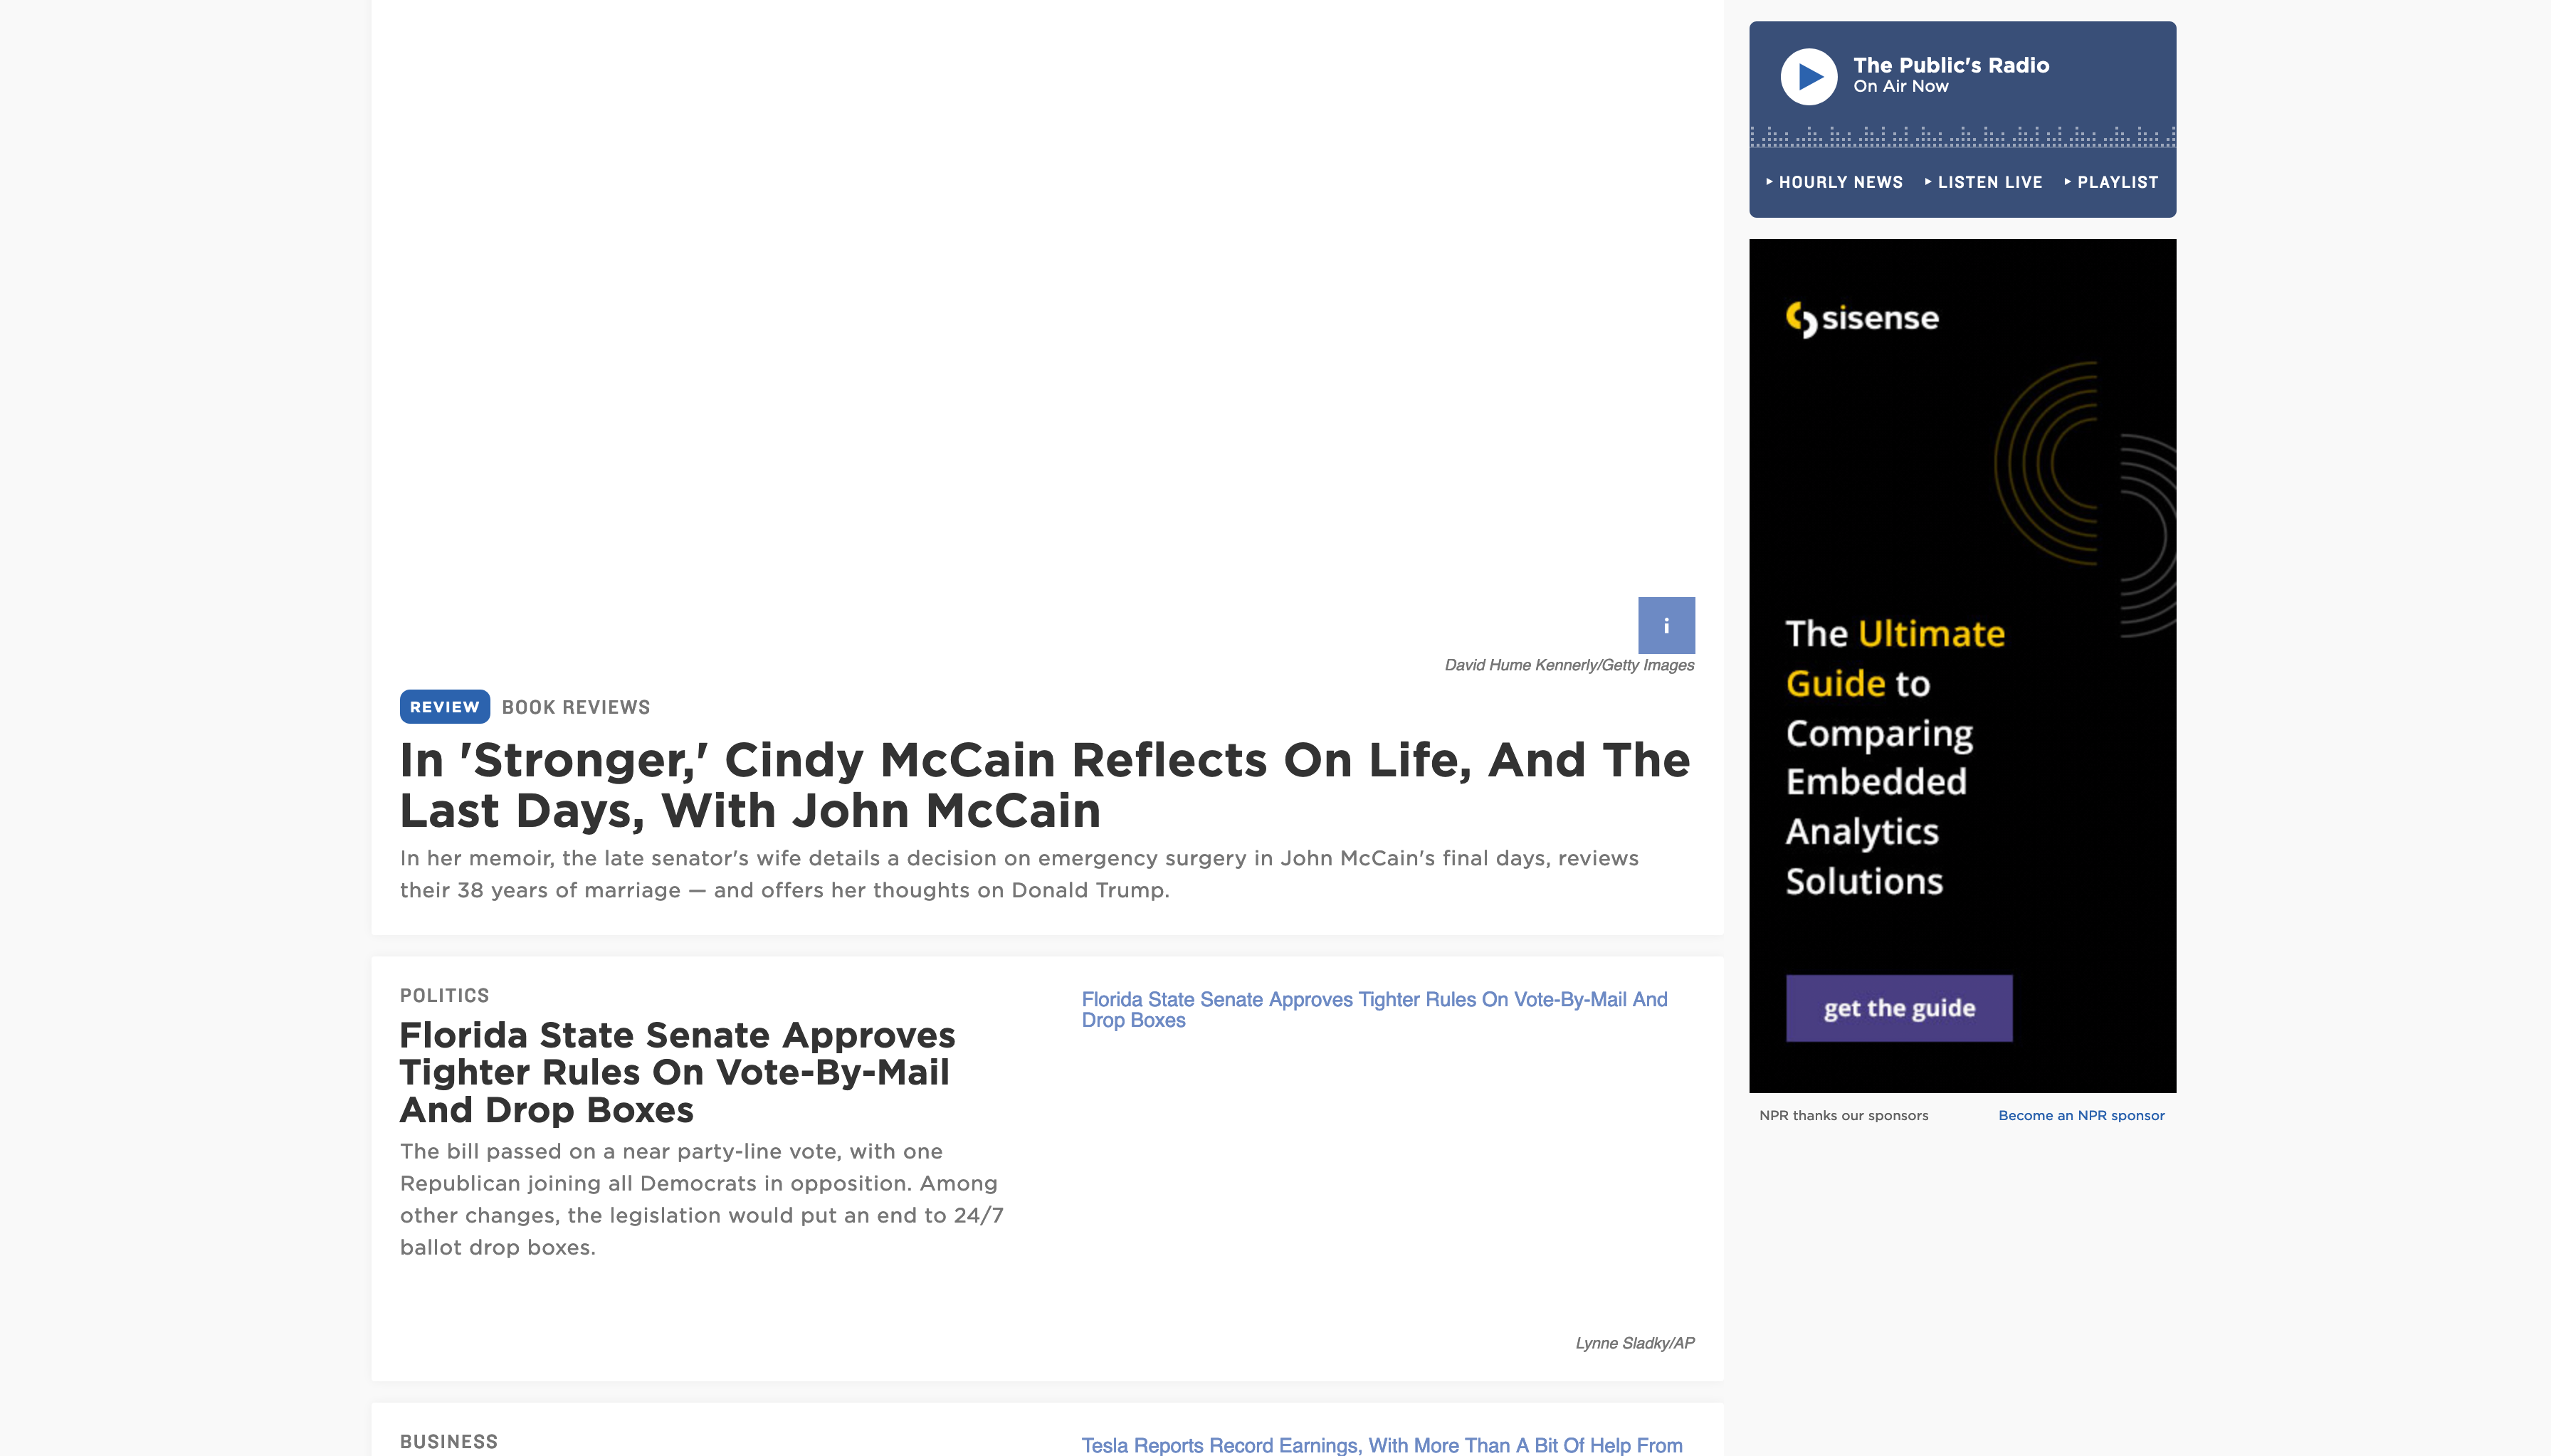 i
David Hume Kennerly/Getty Images
REVIEW BOOK REVIEWS
In 'Stronger,' Cindy McCain Reflects On Life, And The
Last Days, With John McCain
In her memoir, the late senator's wife details a decision on emergency surgery in John McCain's final days, reviews
their 38 years of marriage — and offers her thoughts on Donald Trump.
POLITICS
Florida State Senate Approves
Tighter Rules On Vote-By-Mail
And Drop Boxes
The bill passed on a near party-line vote, with one
Republican joining all Democrats in opposition. Among
other changes, the legislation would put an end to 24/7
ballot drop boxes.
Florida State Senate Approves Tighter Rules On Vote-By-Mail And
Drop Boxes
Lynne Sladky/AP
BUSINESS
Tesla Reports Record Earnings, With More Than A Bit Of Help From
The Public's Radio
On Air Now
HOURLY NEWS LISTEN LIVE PLAYLIST
sisense
The Ultimate
Guide to
Comparing
Embedded
Analytics
Solutions
get the guide
NPR thanks our sponsors Become an NPR sponsor